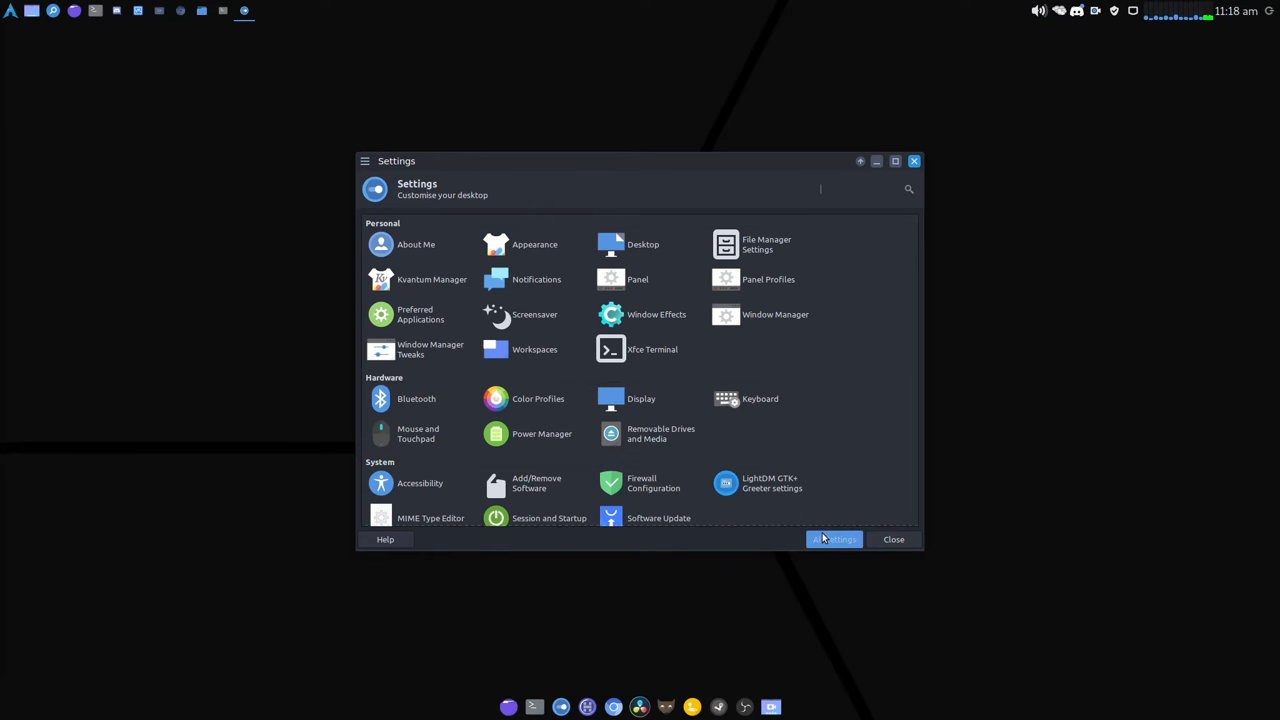 11:18 am
Settings
Settings
Customise your desktop
Personal
About Me
Appearance
Desktop
File Manager
Settings
Kvantum Manager
Notifications
Panel
Panel Profiles
Preferred
Applications
Screensaver
Window Effects
Window Manager
Window Manager
Tweaks
Workspaces
Xfce Terminal
Hardware
Bluetooth
Color Profiles
Display
Keyboard
Mouse and
Touchpad
Power Manager
Removable Drives
and Media
System
Accessibility
Add/Remove
Software
Firewall
Configuration
LightDM GTK+
Greeter settings
MIME Type Editor
Session and Startup
Software Update
Help
All Settings
Close